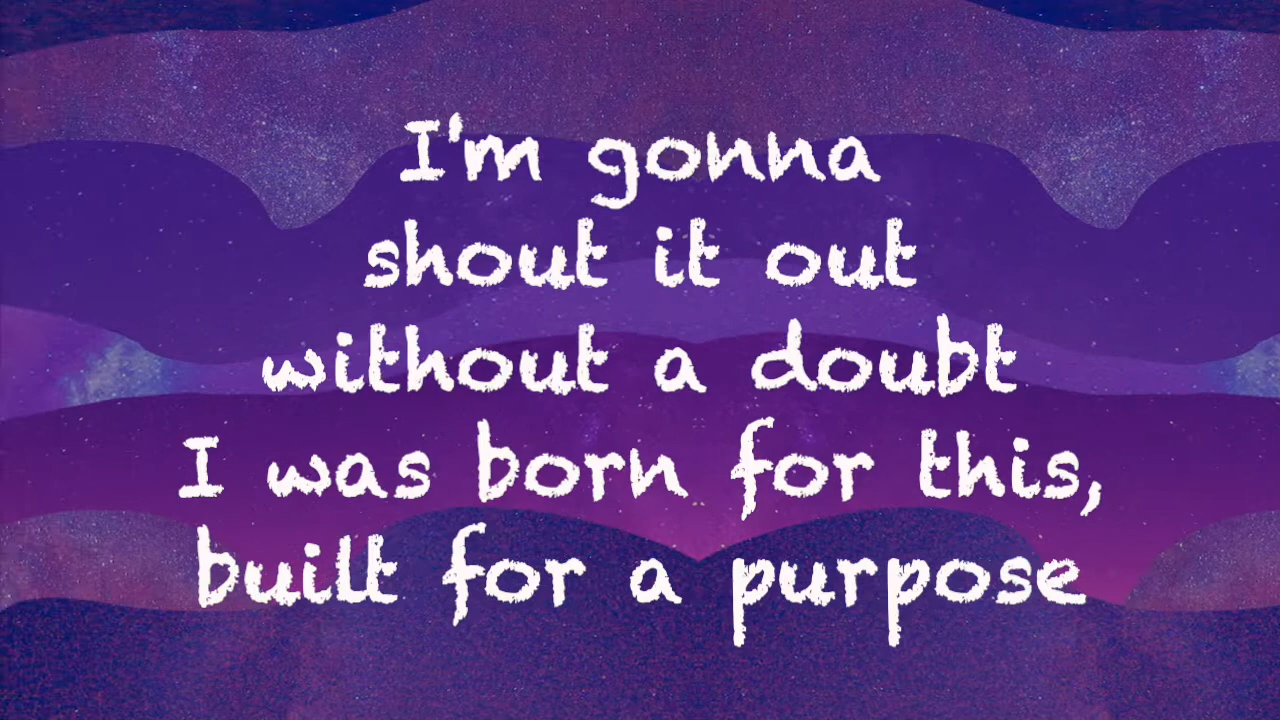 I'm gonna
shout it out
without a doubt
I was born for this,
built for a purpose